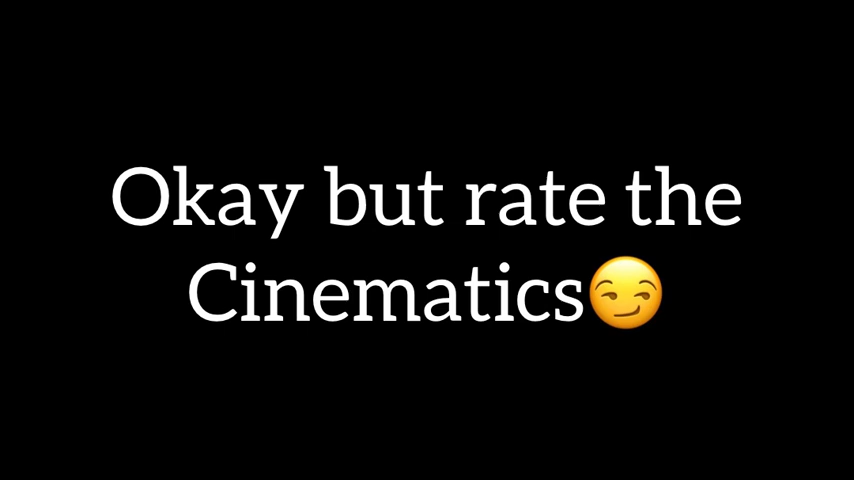 Okay but rate the
Cinematics😏